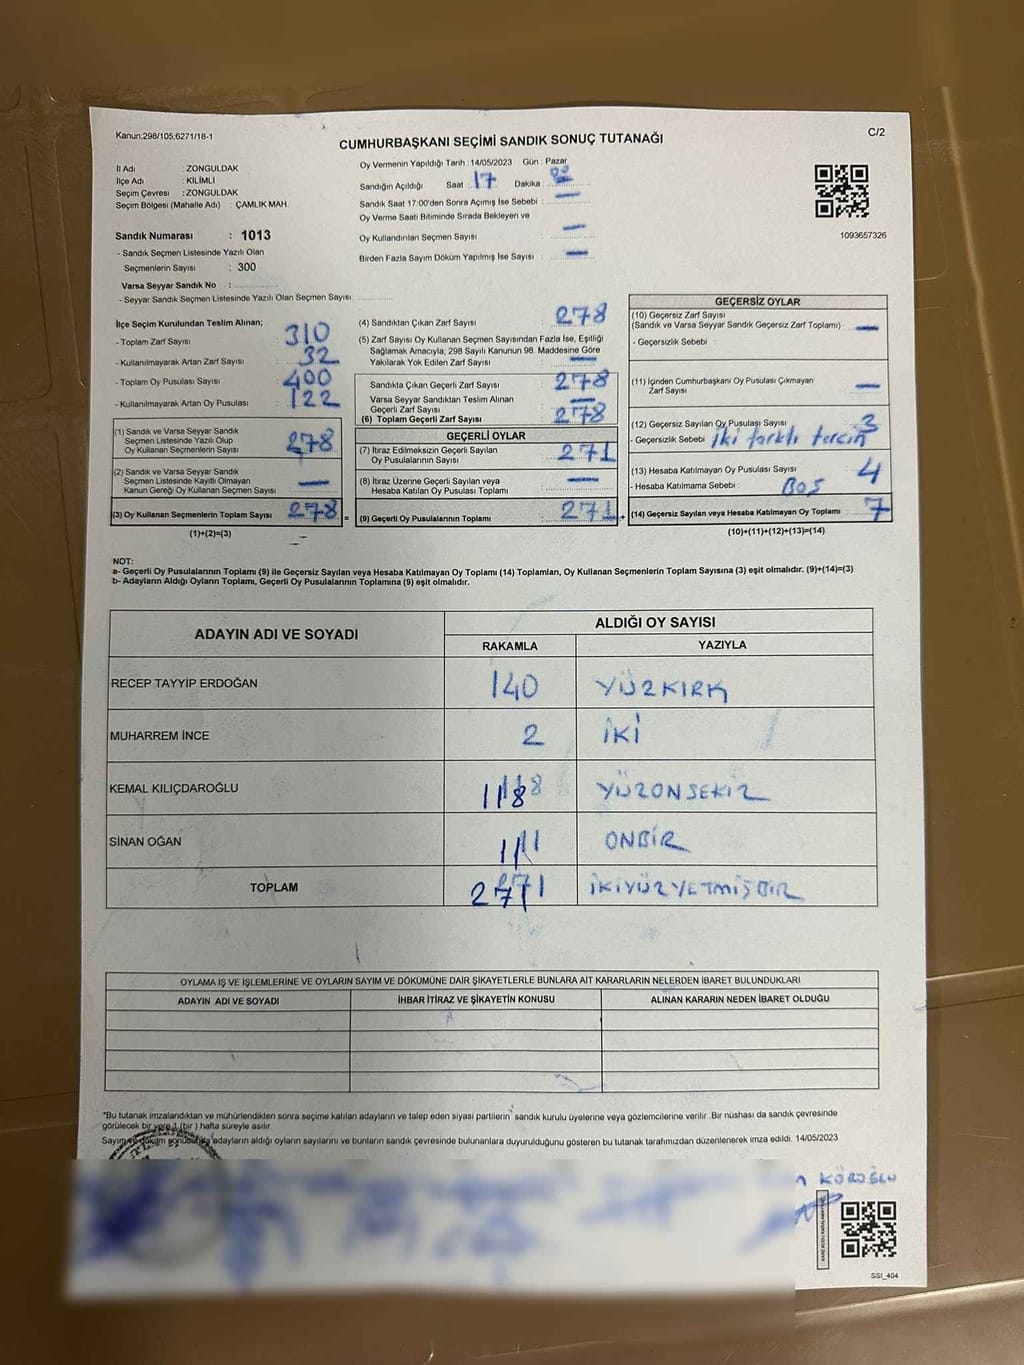 Kanun:298/105,6271/18-1
C/2
CUMHURBAŞKANI SEÇİMİ SANDIK SONUÇ TUTANAĞI
İl Adı : ZONGULDAK
İlçe Adı : KİLİMLİ
Seçim Çevresi : ZONGULDAK
Seçim Bölgesi (Mahalle Adı) : ÇAMLIK MAH.
Sandık Numarası : 1013
- Sandık Seçmen Listesinde Yazılı Olan
Seçmenlerin Sayısı : 300
Varsa Seyyar Sandık No :
- Seyyar Sandık Seçmen Listesinde Yazılı Olan Seçmen Sayısı:
Oy Vermenin Yapıldığı Tarih :14/05/2023 Gün : Pazar
Sandığın Açıldığı Saat : 17 Dakika : 00
Sandık Saat 17:00'den Sonra Açımış İse Sebebi : —
Oy Verme Saati Bitiminde Sırada Bekleyen ve
Oy Kullandırılan Seçmen Sayısı : —
Birden Fazla Sayım Döküm Yapılmış İse Sayısı : —
1093657326
İlçe Seçim Kurulundan Teslim Alınan;
- Toplam Zarf Sayısı : 310
- Kullanılmayarak Artan Zarf Sayısı : 32
- Toplam Oy Pusulası Sayısı : 400
- Kullanılmayarak Artan Oy Pusulası : 122
(1) Sandık ve Varsa Seyyar Sandık
Seçmen Listesinde Yazılı Olup
Oy Kullanan Seçmenlerin Sayısı : 278
(2) Sandık ve Varsa Seyyar Sandık
Seçmen Listesinde Kayıtlı Olmayan
Kanun Gereği Oy Kullanan Seçmen Sayısı : —
(3) Oy Kullanan Seçmenlerin Toplam Sayısı : 278 =
(1)+(2)=(3)
(4) Sandıktan Çıkan Zarf Sayısı : 278
(5) Zarf Sayısı Oy Kullanan Seçmen Sayısından Fazla İse, Eşitliği
Sağlamak Amacıyla, 298 Sayılı Kanunun 98. Maddesine Göre
Yakılarak Yok Edilen Zarf Sayısı : —
Sandıkta Çıkan Geçerli Zarf Sayısı : 278
Varsa Seyyar Sandıktan Teslim Alınan
Geçerli Zarf Sayısı : —
(6) Toplam Geçerli Zarf Sayısı : 278
GEÇERLİ OYLAR
(7) İtiraz Edilmeksizin Geçerli Sayılan
Oy Pusulalarının Sayısı : 271
(8) İtiraz Üzerine Geçerli Sayılan veya
Hesaba Katılan Oy Pusulası Toplamı : —
(9) Geçerli Oy Pusulalarının Toplamı : 271 +
GEÇERSİZ OYLAR
(10) Geçersiz Zarf Sayısı
(Sandık ve Varsa Seyyar Sandık Geçersiz Zarf Toplamı) : —
- Geçersizlik Sebebi :
(11) İçinden Cumhurbaşkanı Oy Pusulası Çıkmayan
Zarf Sayısı : —
(12) Geçersiz Sayılan Oy Pusulası Sayısı : 3
- Geçersizlik Sebebi : iki farklı tercih
(13) Hesaba Katılmayan Oy Pusulası Sayısı : 4
- Hesaba Katılmama Sebebi : BOŞ
(14) Geçersiz Sayılan veya Hesaba Katılmayan Oy Toplamı : 7
(10)+(11)+(12)+(13)=(14)
NOT:
a- Geçerli Oy Pusulalarının Toplamı (9) ile Geçersiz Sayılan veya Hesaba Katılmayan Oy Toplamı (14) Toplamları, Oy Kullanan Seçmenlerin Toplam Sayısına (3) eşit olmalıdır. (9)+(14)=(3)
b- Adayların Aldığı Oyların Toplamı, Geçerli Oy Pusulalarının Toplamına (9) eşit olmalıdır.
ADAYIN ADI VE SOYADI ALDIĞI OY SAYISI
RAKAMLA YAZIYLA
RECEP TAYYİP ERDOĞAN 140 YÜZKIRK
MUHARREM İNCE 2 İKİ
KEMAL KILIÇDAROĞLU 118 YÜZONSEKİZ
SİNAN OĞAN 11 ONBİR
TOPLAM 271 İKİYÜZYETMİŞBİR
OYLAMA İŞ VE İŞLEMLERİNE VE OYLARIN SAYIM VE DÖKÜMÜNE DAİR ŞİKAYETLERLE BUNLARA AİT KARARLARIN NELERDEN İBARET BULUNDUKLARI
ADAYIN ADI VE SOYADI İHBAR İTİRAZ VE ŞİKAYETİN KONUSU ALINAN KARARIN NEDEN İBARET OLDUĞU
*Bu tutanak imzalandıktan ve mühürlendikten sonra seçime katılan adayların ve talep eden siyasi partilerin sandık kurulu üyelerine veya gözlemcilerine verilir. Bir nüshası da sandık çevresinde
görülecek bir yere 1 (bir) hafta süreyle asılır.
Sayım ve döküm sonucunda adayların aldığı oyların sayılarını ve bunların sandık çevresinde bulunanlara duyurulduğunu gösteren bu tutanak tarafımızdan düzenlenerek imza edildi. 14/05/2023
KÖROĞLU
SSI_404